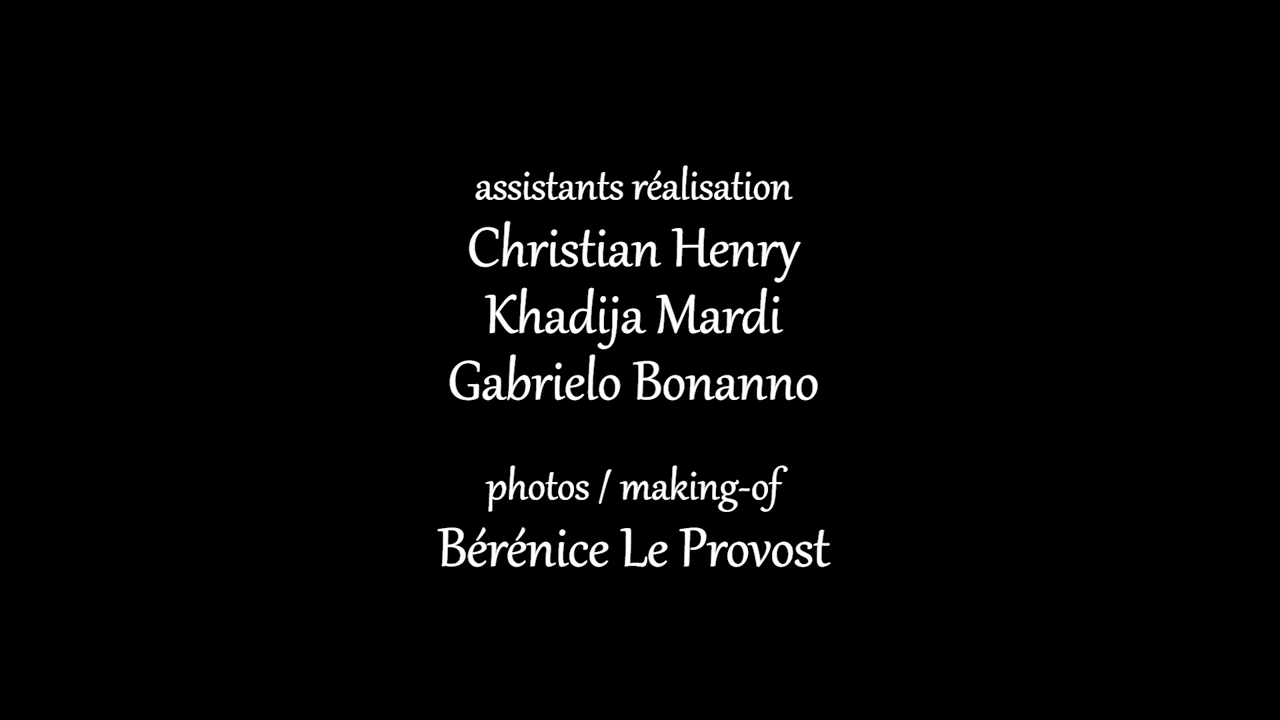 assistants réalisation
Christian Henry
Khadija Mardi
Gabrielo Bonanno
photos / making-of
Bérénice Le Provost